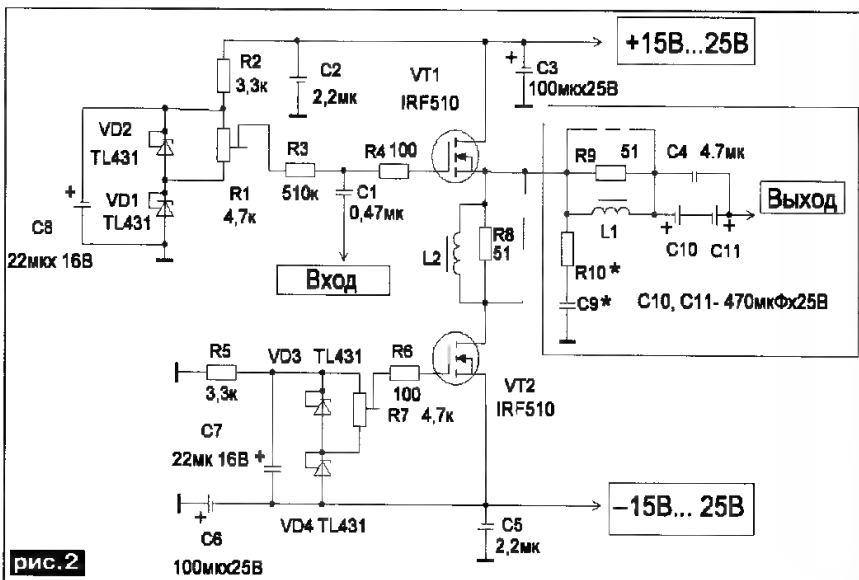 +15В...25В
R2
3,3к
C2
2,2мк
VT1
IRF510
C3
100мкх25В
VD2
TL431
R3
510к
R4 100
R9 51
C4 4.7мк
Выход
VD1
TL431
R1
4,7к
C1
0,47мк
C8
22мкх 16В
Вход
L2
R8
51
L1
C10
C11
R10*
C9*
C10, C11- 470мкФх25В
R5
3,3к
VD3 TL431
R6
100
R7 4,7к
VT2
IRF510
C7
22мк 16В
C6
100мкх25В
VD4 TL431
C5
2,2мк
–15В... 25В
рис.2